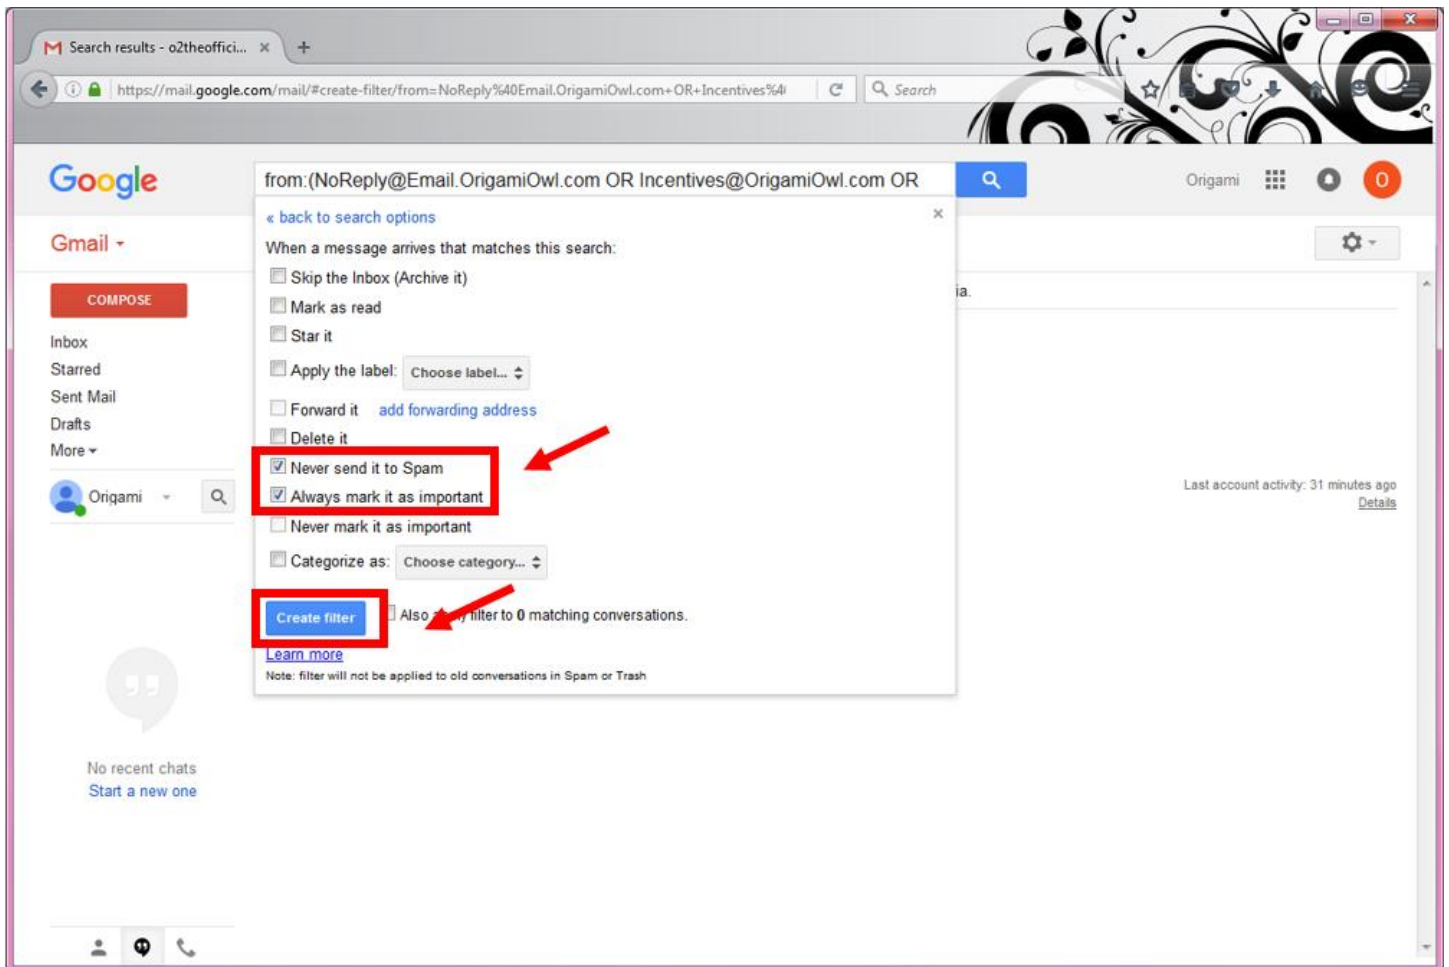 Search results - o2theoffici...
https://mail.google.com/mail/#create-filter/from=NoReply%40Email.OrigamiOwl.com+OR+Incentives%4
Search
Google
from:(NoReply@Email.OrigamiOwl.com OR Incentives@OrigamiOwl.com OR
Origami
O
Gmail
« back to search options
When a message arrives that matches this search:
Skip the Inbox (Archive it)
Mark as read
Star it
Apply the label: Choose label...
Forward it add forwarding address
Delete it
Never send it to Spam
Always mark it as important
Never mark it as important
Categorize as: Choose category...
Create filter
Also filter to 0 matching conversations.
Learn more
Note: filter will not be applied to old conversations in Spam or Trash
ia.
COMPOSE
Inbox
Starred
Sent Mail
Drafts
More
Origami
Last account activity: 31 minutes ago
Details
No recent chats
Start a new one